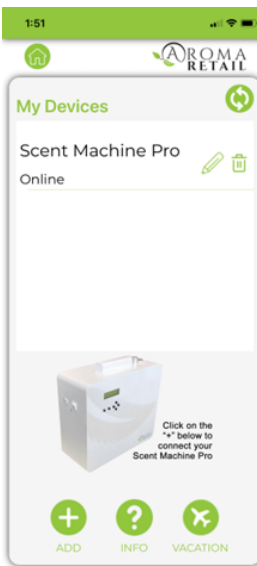 1:51
AROMA
RETAIL
My Devices
Scent Machine Pro
Online
Click on the
"+" below to
connect your
Scent Machine Pro
ADD
INFO
VACATION